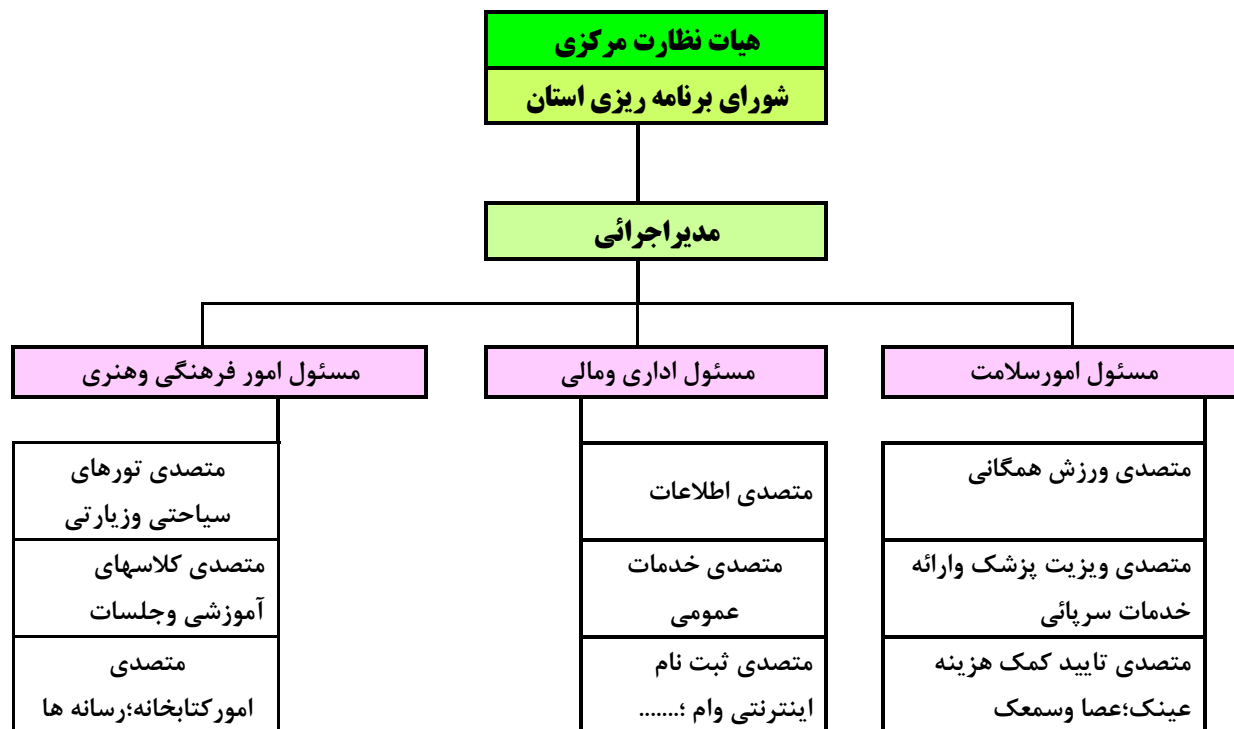 هیات نظارت مرکزی
شورای برنامه ریزی استان
مدیراجرائی
مسئول امورسلامت
مسئول اداری ومالی
مسئول امور فرهنگی وهنری
متصدی ورزش همگانی
متصدی ویزیت پزشک وارائه
خدمات سرپائی
متصدی تایید کمک هزینه
عینک؛عصا وسمعک
متصدی اطلاعات
متصدی خدمات
عمومی
متصدی ثبت نام
اینترنتی وام ؛.......
متصدی تورهای
سیاحتی وزیارتی
متصدی کلاسهای
آموزشی وجلسات
متصدی
امورکتابخانه؛رسانه ها